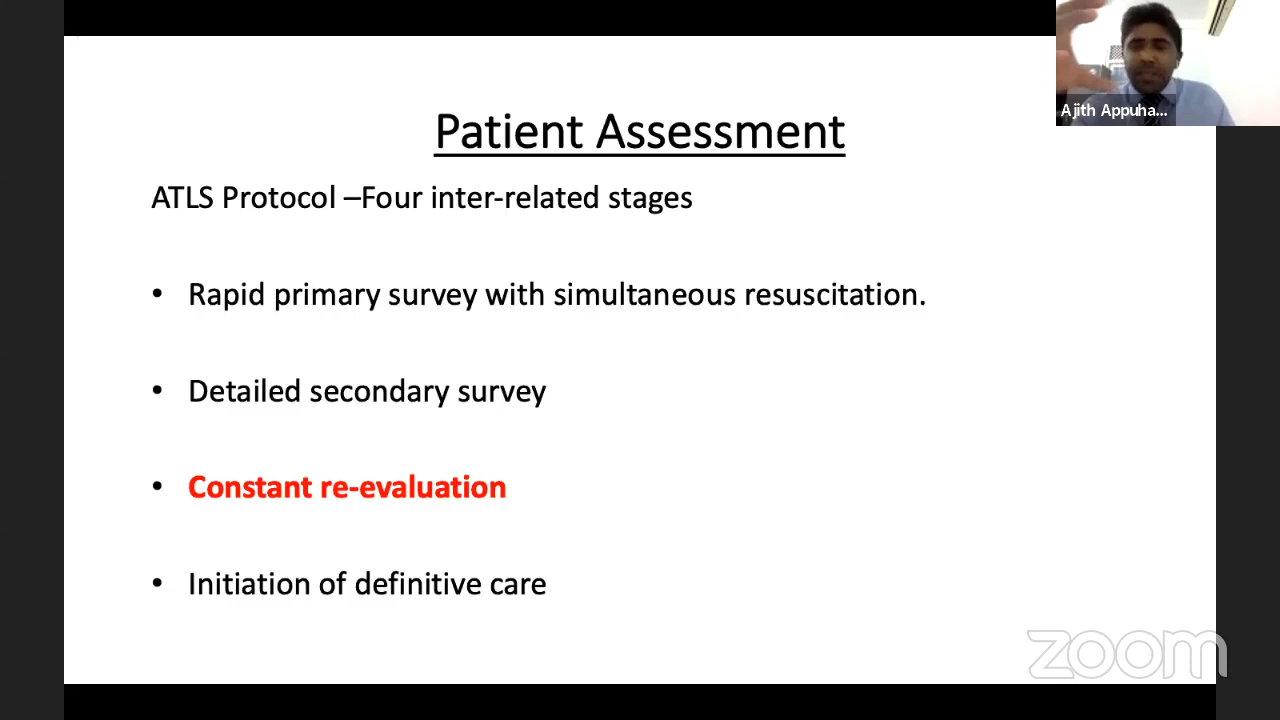 Patient Assessment
Ajith Appuha...
ATLS Protocol –Four inter-related stages
• Rapid primary survey with simultaneous resuscitation.
• Detailed secondary survey
• Constant re-evaluation
• Initiation of definitive care
zoom